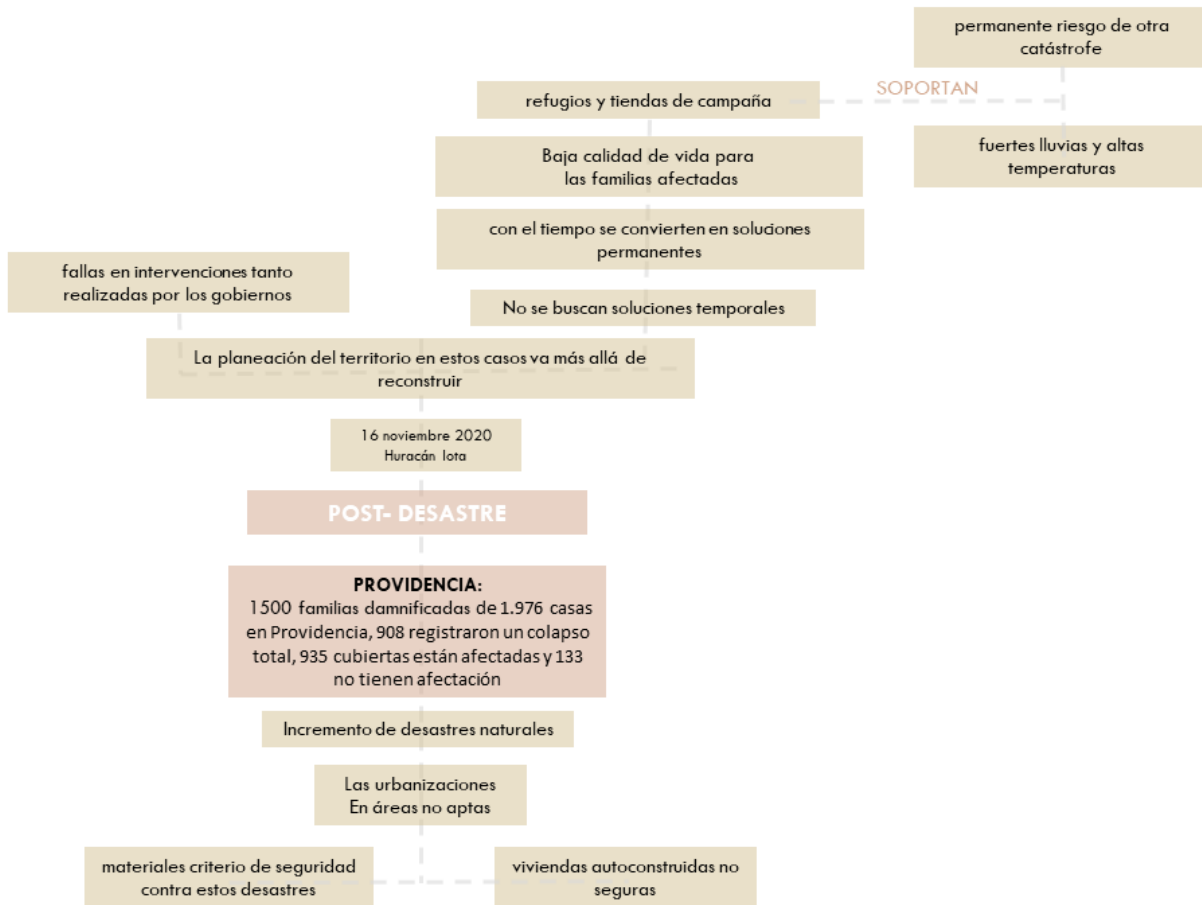 permanente riesgo de otra
catástrofe
SOPORTAN
refugios y tiendas de campaña
fuertes lluvias y altas
temperaturas
Baja calidad de vida para
las familias afectadas
con el tiempo se convierten en soluciones
permanentes
fallas en intervenciones tanto
realizadas por los gobiernos
No se buscan soluciones temporales
La planeación del territorio en estos casos va más allá de
reconstruir
16 noviembre 2020
Huracán Iota
POST- DESASTRE
PROVIDENCIA:
1500 familias damnificadas de 1.976 casas
en Providencia, 908 registraron un colapso
total, 935 cubiertas están afectadas y 133
no tienen afectación
Incremento de desastres naturales
Las urbanizaciones
En áreas no aptas
materiales criterio de seguridad
contra estos desastres
viviendas autoconstruidas no
seguras